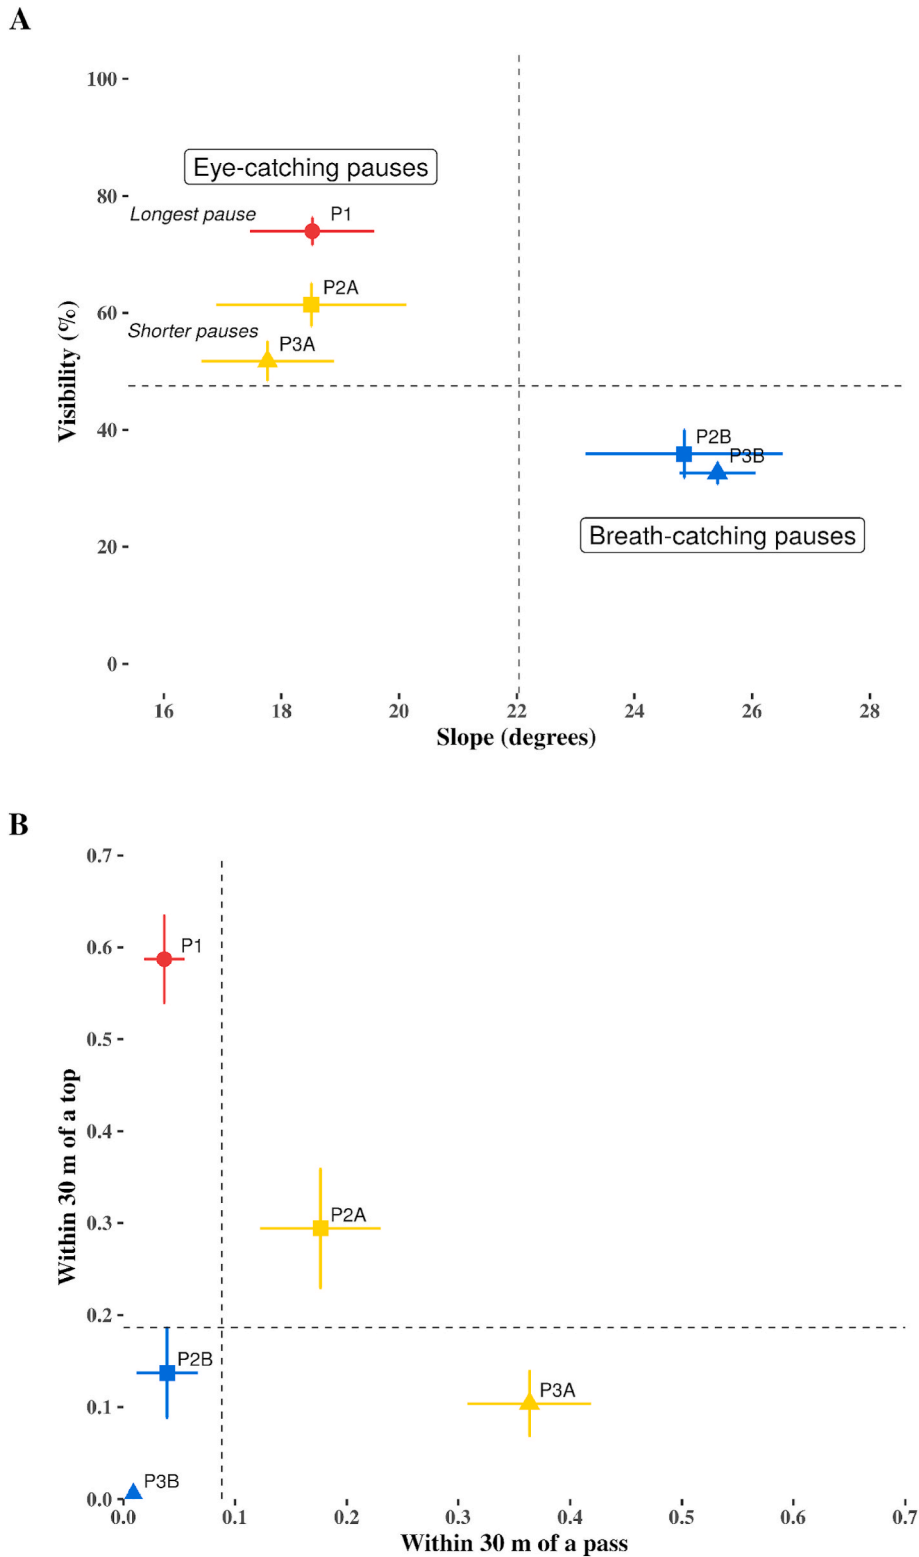 A
100
Eye-catching pauses
80
Longest pause
P1
P2A
60
Shorter pauses
P3A
Visibility (%)
40
P2B
P3B
Breath-catching pauses
20
0
16 18 20 22 24 26 28
Slope (degrees)
B
0.7
0.6
P1
0.5
0.4
Within 30 m of a top
0.3
P2A
0.2
P2B
P3A
0.1
P3B
0.0
0.0 0.1 0.2 0.3 0.4 0.5 0.6 0.7
Within 30 m of a pass